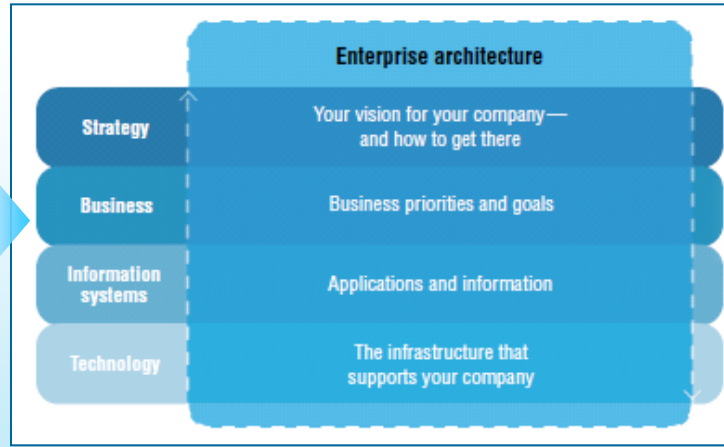 Enterprise architecture
Strategy
Your vision for your company—
and how to get there
Business
Business priorities and goals
Information
systems
Applications and information
Technology
The infrastructure that
supports your company